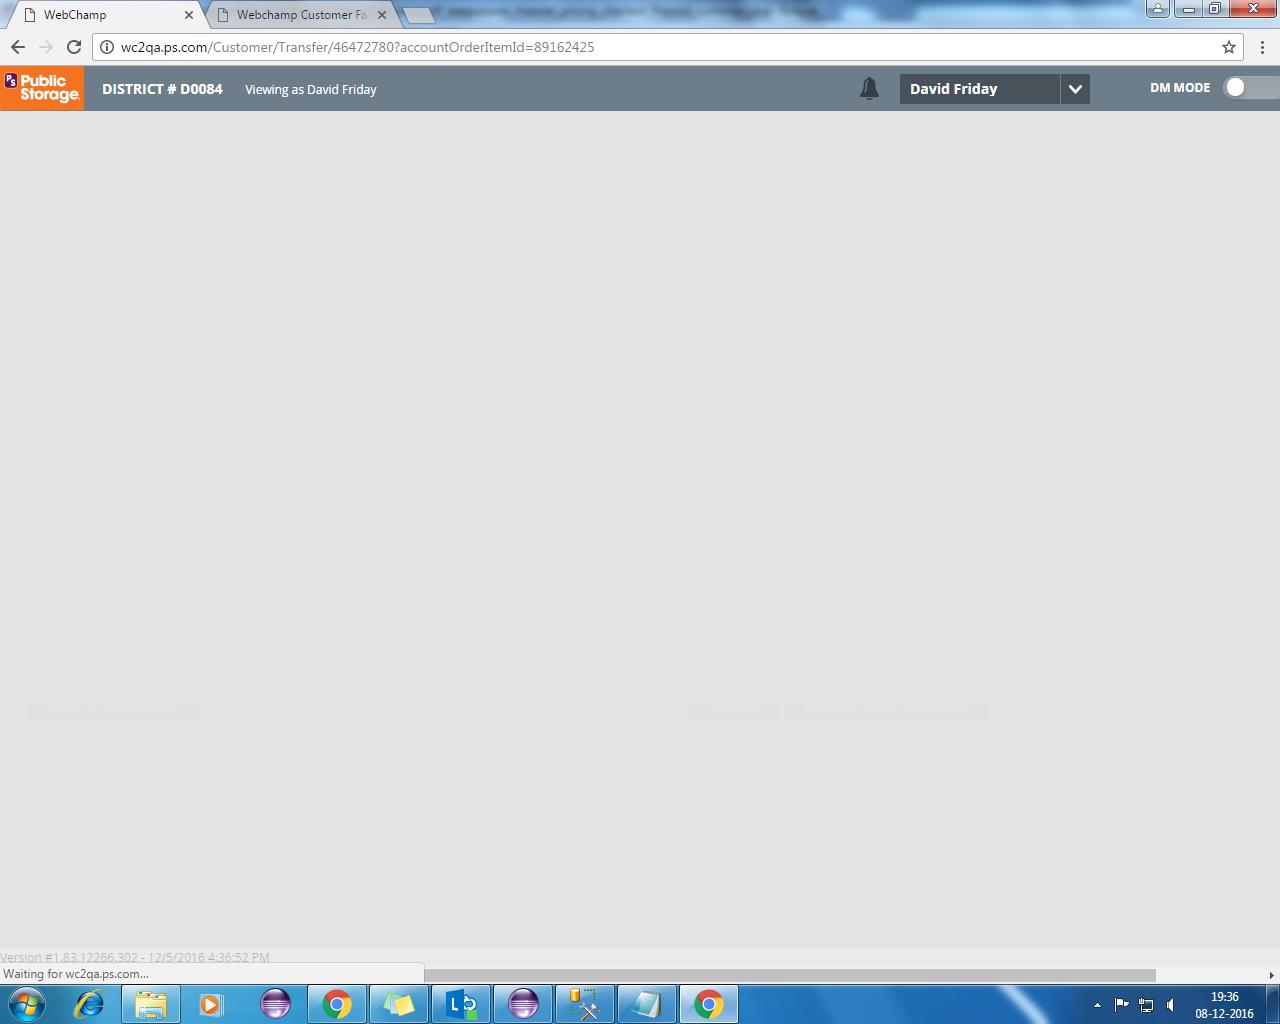 WebChamp
Webchamp Customer Fa
wc2qa.ps.com/Customer/Transfer/46472780?accountOrderItemId=89162425
PS Public Storage.
DISTRICT # D0084
Viewing as David Friday
David Friday
DM MODE
Version #1.83.12266.302 - 12/5/2016 4:36:52 PM
Waiting for wc2qa.ps.com...
19:36
08-12-2016